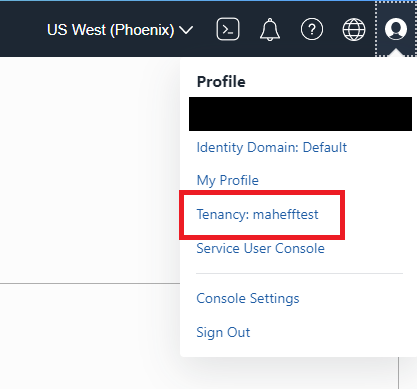 US West (Phoenix)
Profile
Identity Domain: Default
My Profile
Tenancy: mahefftest
Service User Console
Console Settings
Sign Out